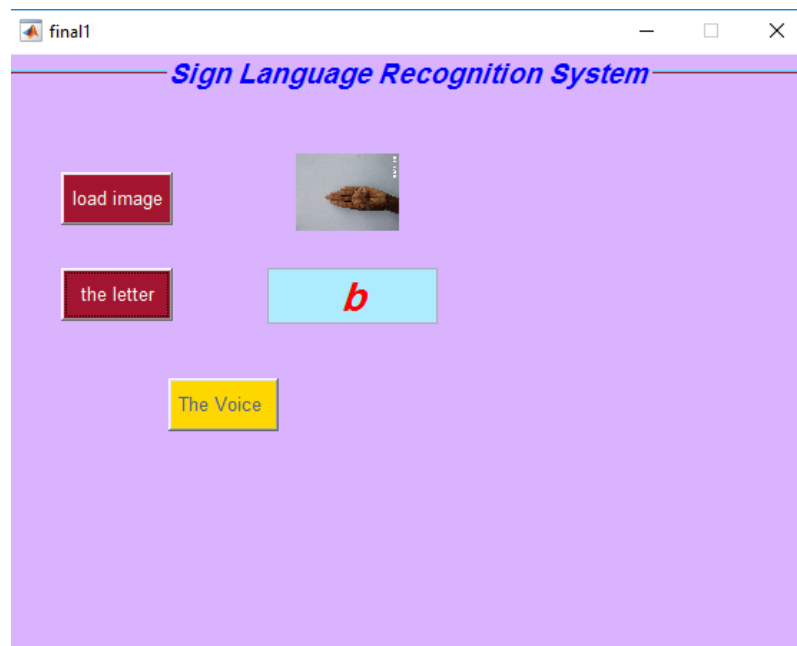 final1
Sign Language Recognition System
load image
the letter
b
The Voice